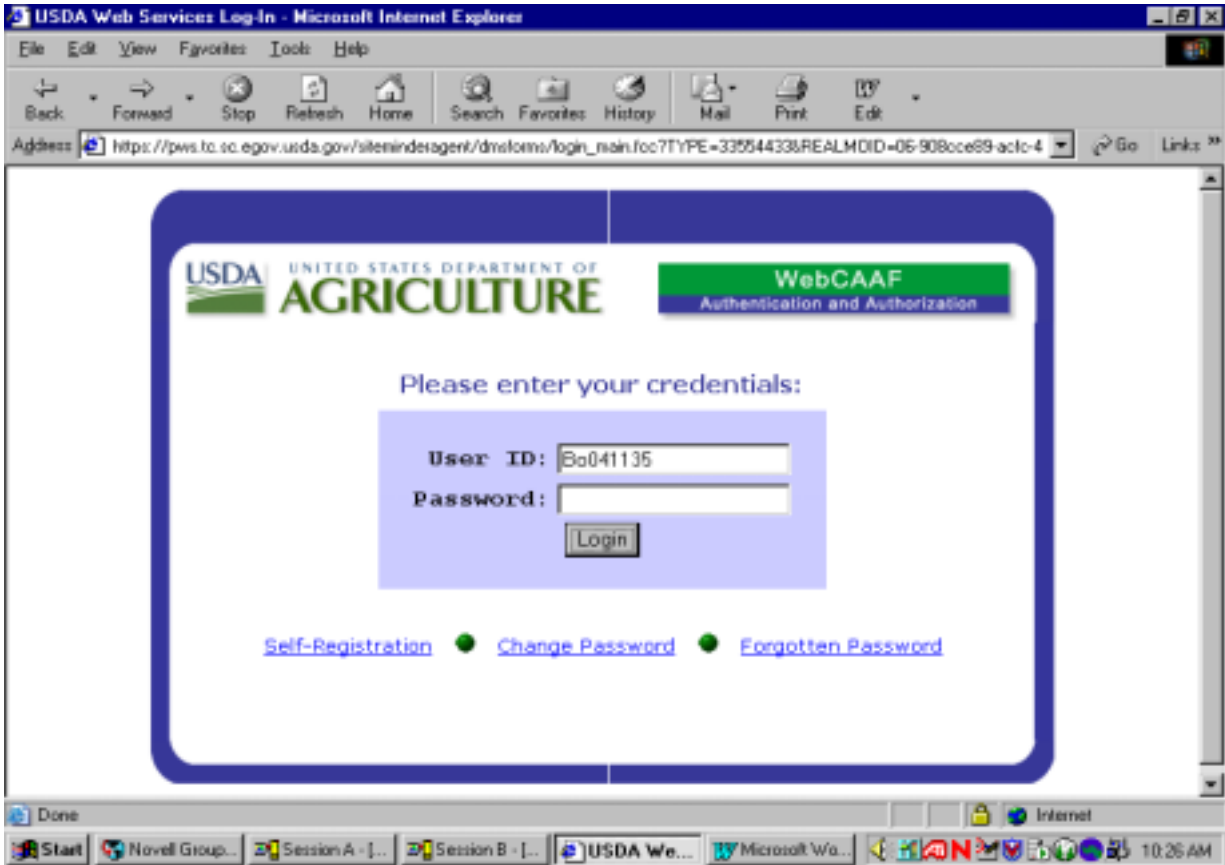 USDA Web Services Log-In - Microsoft Internet Explorer
File Edit View Favorites Tools Help
Back Forward Stop Refresh Home Search Favorites History Mail Print Edit
Address https://pws.tc.sc.egov.usda.gov/siteminderagent/dmsforms/login_main.fcc?TYPE=33554433&REALMOID=06-908cce89-acfc-4 Go Links »
USDA UNITED STATES DEPARTMENT OF
AGRICULTURE
WebCAAF
Authentication and Authorization
Please enter your credentials:
User ID: Bo041135
Password:
Login
Self-Registration Change Password Forgotten Password
Done Internet
Start Novell Group... Session A - [... Session B - [... USDA We... Microsoft Wo... 10:26 AM